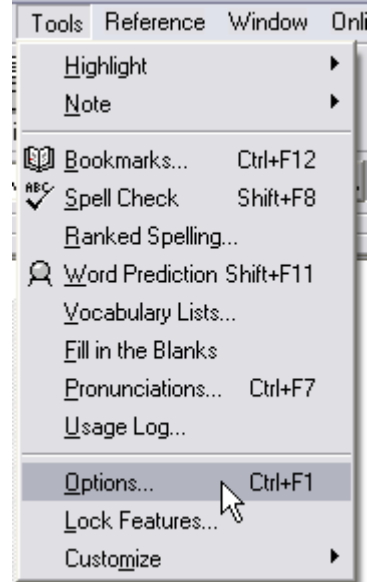 Tools Reference Window Onli
Highlight
Note
Bookmarks... Ctrl+F12
ABC Spell Check Shift+F8
Ranked Spelling...
Word Prediction Shift+F11
Vocabulary Lists...
Fill in the Blanks
Pronunciations... Ctrl+F7
Usage Log...
Options... Ctrl+F1
Lock Features...
Customize